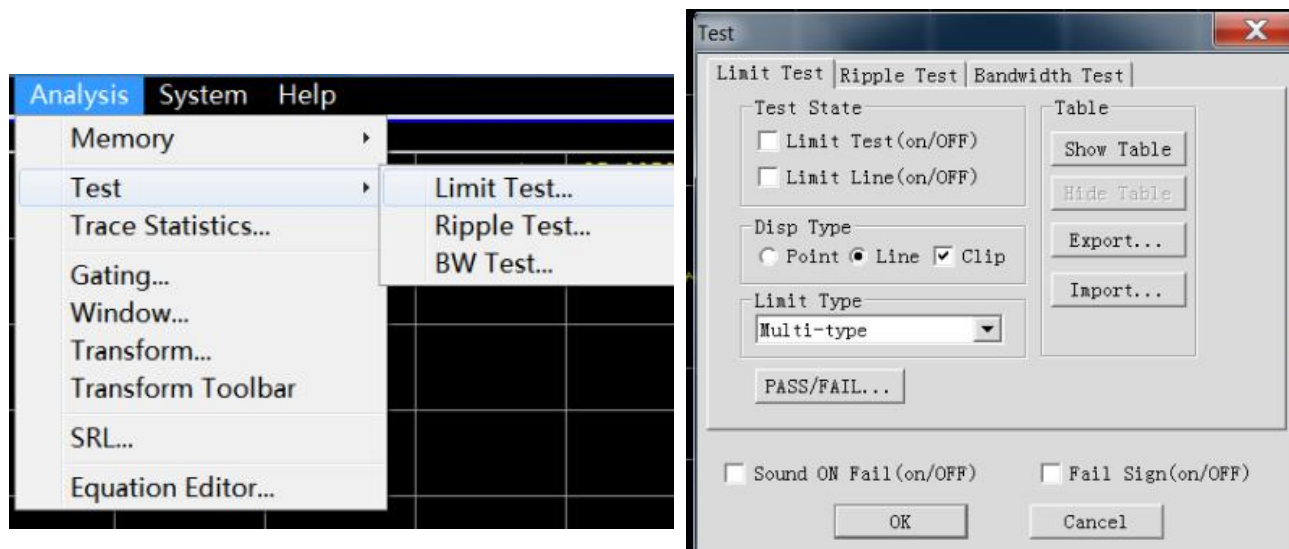 Analysis System Help
Memory
Test
Trace Statistics...
Gating...
Window...
Transform...
Transform Toolbar
SRL...
Equation Editor...
Limit Test...
Ripple Test...
BW Test...
Test
Limit Test Ripple Test Bandwidth Test
Test State
Limit Test(on/OFF)
Limit Line(on/OFF)
Disp Type
Point Line Clip
Limit Type
Multi-type
PASS/FAIL...
Table
Show Table
Hide Table
Export...
Import...
Sound ON Fail(on/OFF) Fail Sign(on/OFF)
OK Cancel